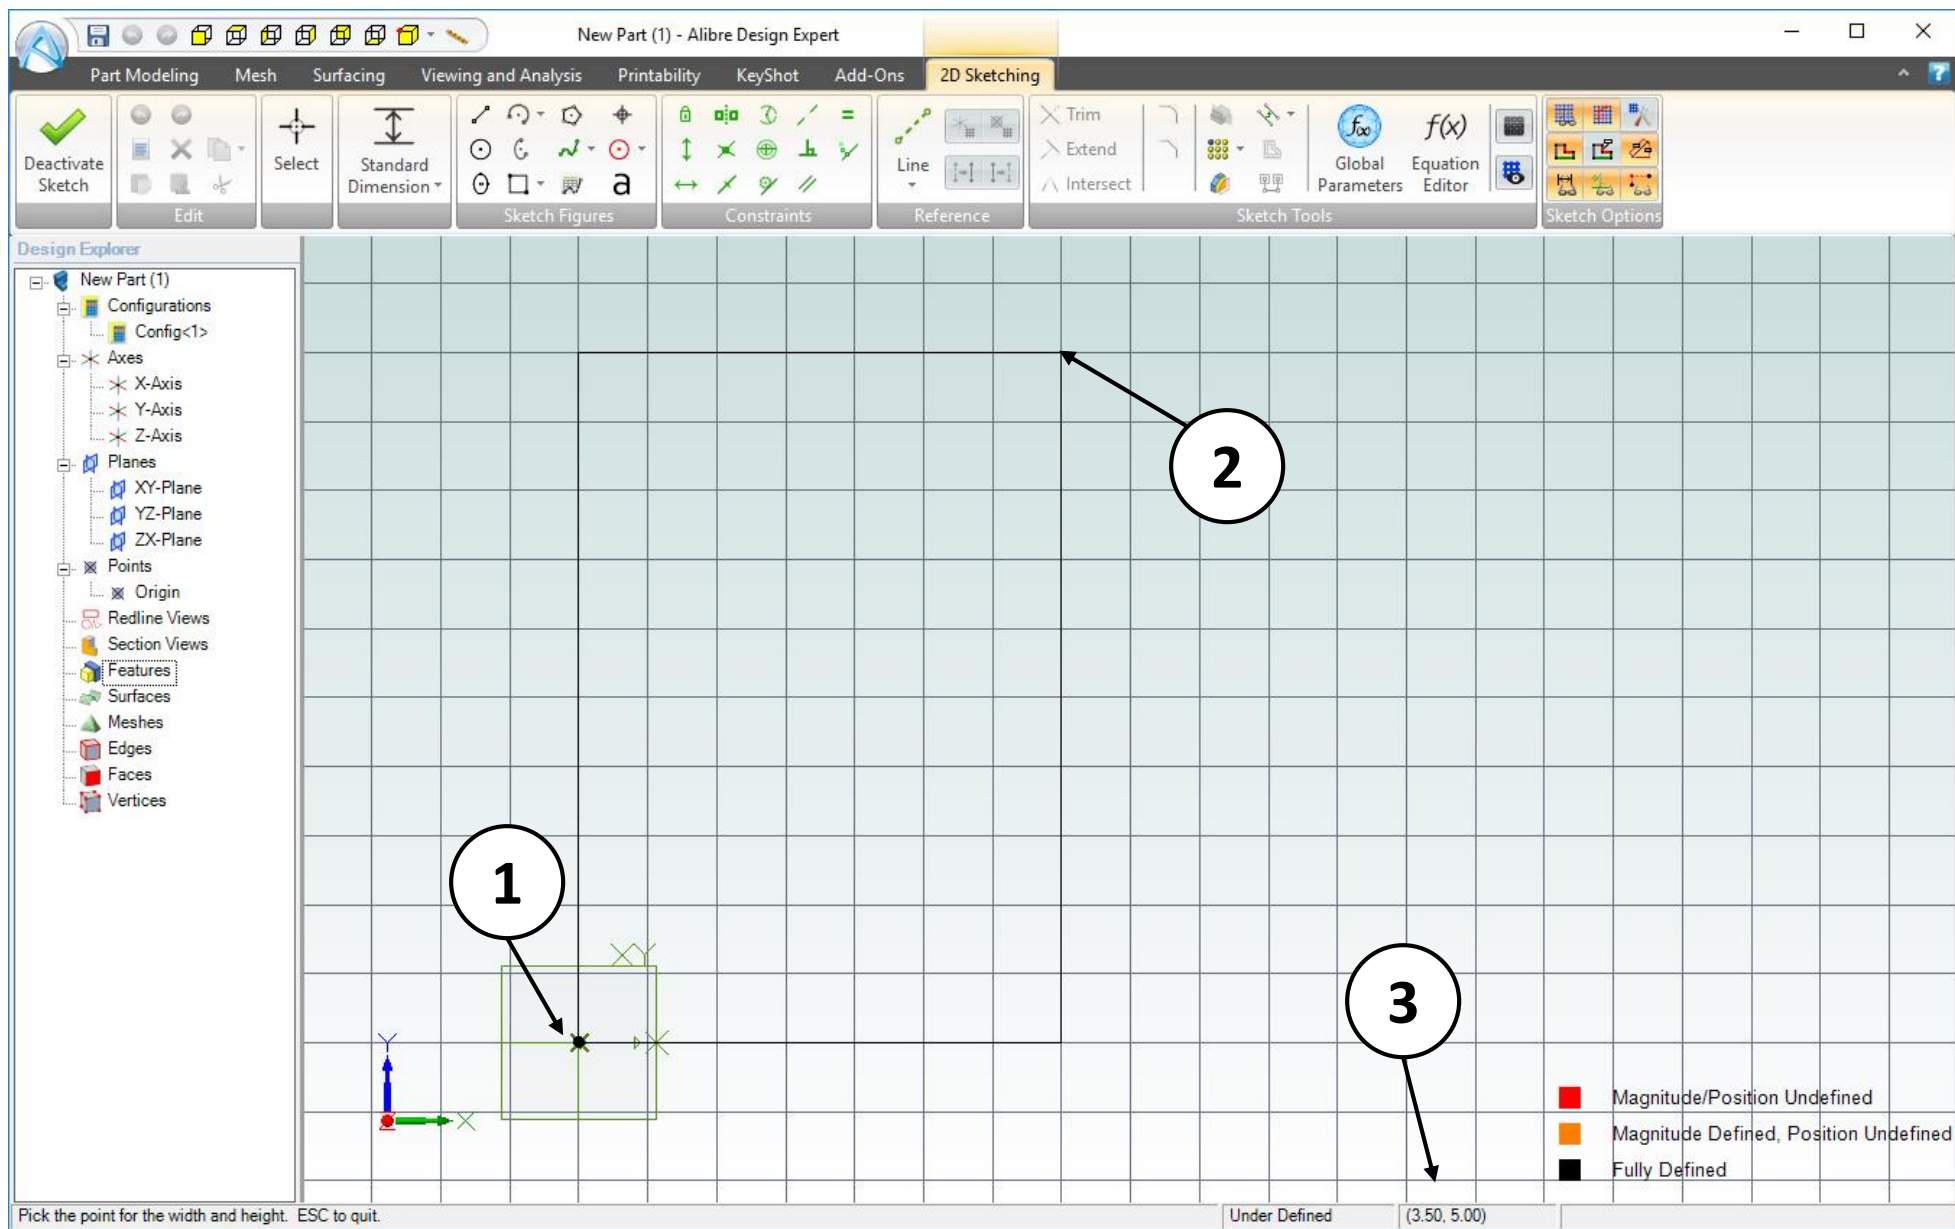 New Part (1) - Alibre Design Expert
Part Modeling Mesh Surfacing Viewing and Analysis Printability KeyShot Add-Ons 2D Sketching
Deactivate
Sketch
Edit
Select
Standard
Dimension
a
Sketch Figures
Constraints
Line
Reference
Trim
Extend
Intersect
Global
Parameters
f(x)
Equation
Editor
Sketch Tools
Sketch Options
Design Explorer
New Part (1)
Configurations
Config<1>
Axes
X-Axis
Y-Axis
Z-Axis
Planes
XY-Plane
YZ-Plane
ZX-Plane
Points
Origin
Redline Views
Section Views
Features
Surfaces
Meshes
Edges
Faces
Vertices
2
1
XY
X
3
Y
X
Magnitude/Position Undefined
Magnitude Defined, Position Undefined
Fully Defined
Pick the point for the width and height. ESC to quit.
Under Defined
(3.50, 5.00)